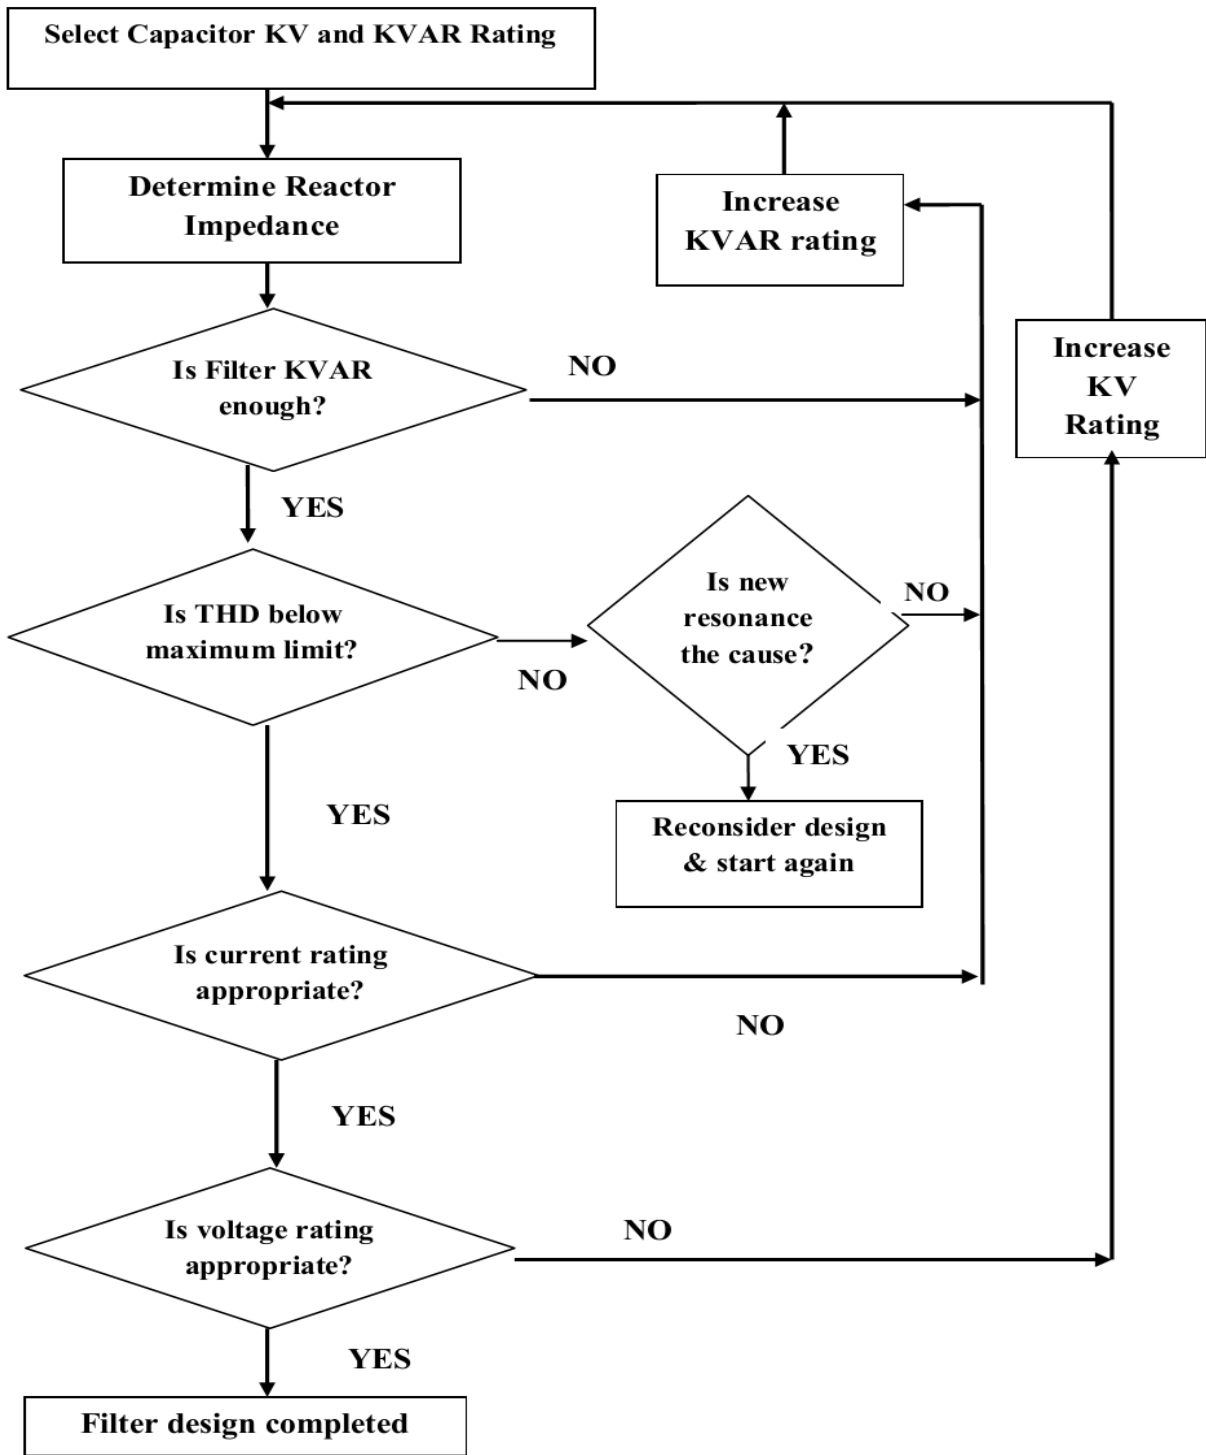 Select Capacitor KV and KVAR Rating
Determine Reactor
Impedance
Increase
KVAR rating
Increase
KV
Rating
Is Filter KVAR
enough?
NO
YES
Is THD below
maximum limit?
NO
Is new
resonance
the cause?
NO
YES
Reconsider design
& start again
YES
Is current rating
appropriate?
NO
YES
Is voltage rating
appropriate?
NO
YES
Filter design completed